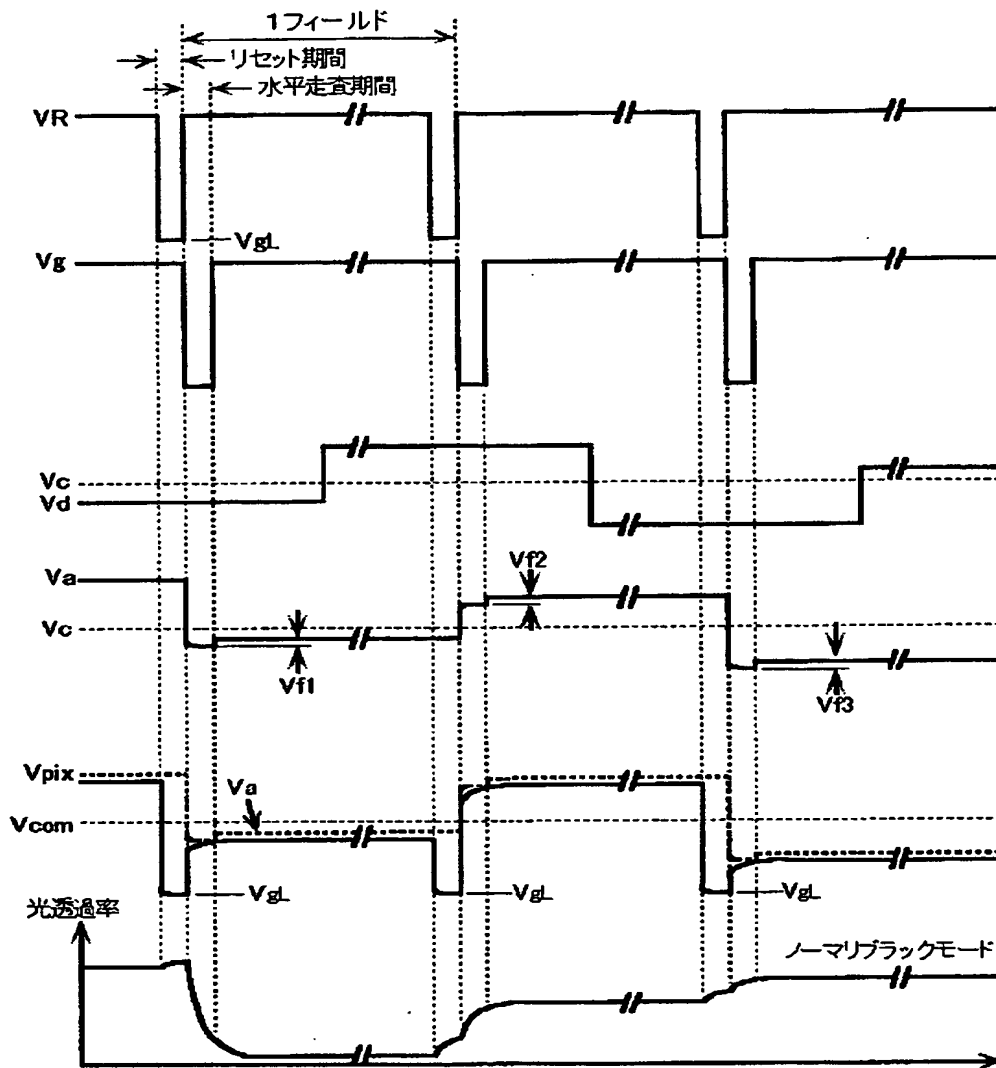 1フィールド
リセット期間
水平走査期間
VR
VgL
Vg
Vc
Vd
Va
Vf2
Vc
Vf1
Vf3
Vpix
Va
Vcom
VgL
VgL
VgL
光透過率
ノーマリブラックモード